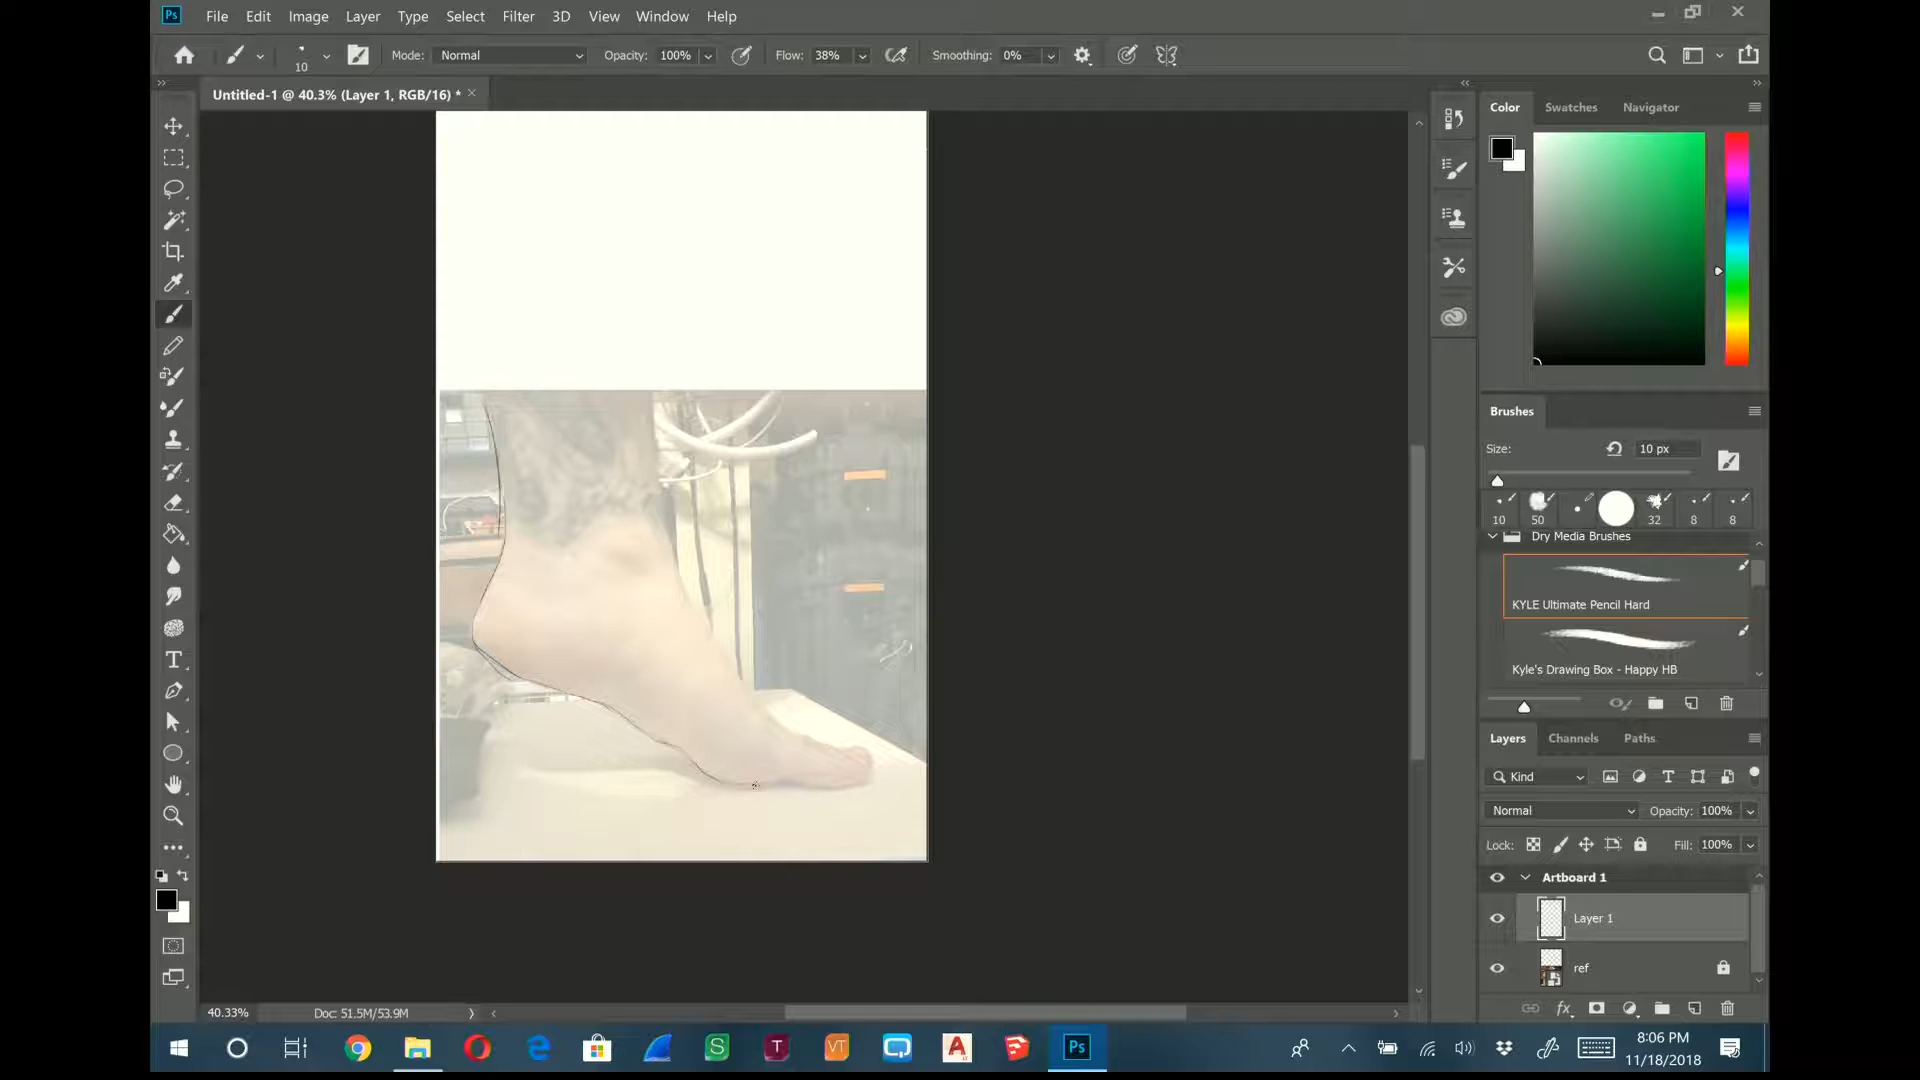 Ps File Edit Image Layer Type Select Filter 3D View Window Help
10 Mode: Normal Opacity: 100% Flow: 38% Smoothing: 0%
Untitled-1 @ 40.3% (Layer 1, RGB/16) *
Color Swatches Navigator
Brushes
Size: 10 px
10 50 32 8 8
Dry Media Brushes
KYLE Ultimate Pencil Hard
Kyle's Drawing Box - Happy HB
Layers Channels Paths
Kind
Normal Opacity: 100%
Lock: Fill: 100%
Artboard 1
Layer 1
ref
fx
40.33% Doc: 51.5M/53.9M
S T VT A Ps
8:06 PM
11/18/2018